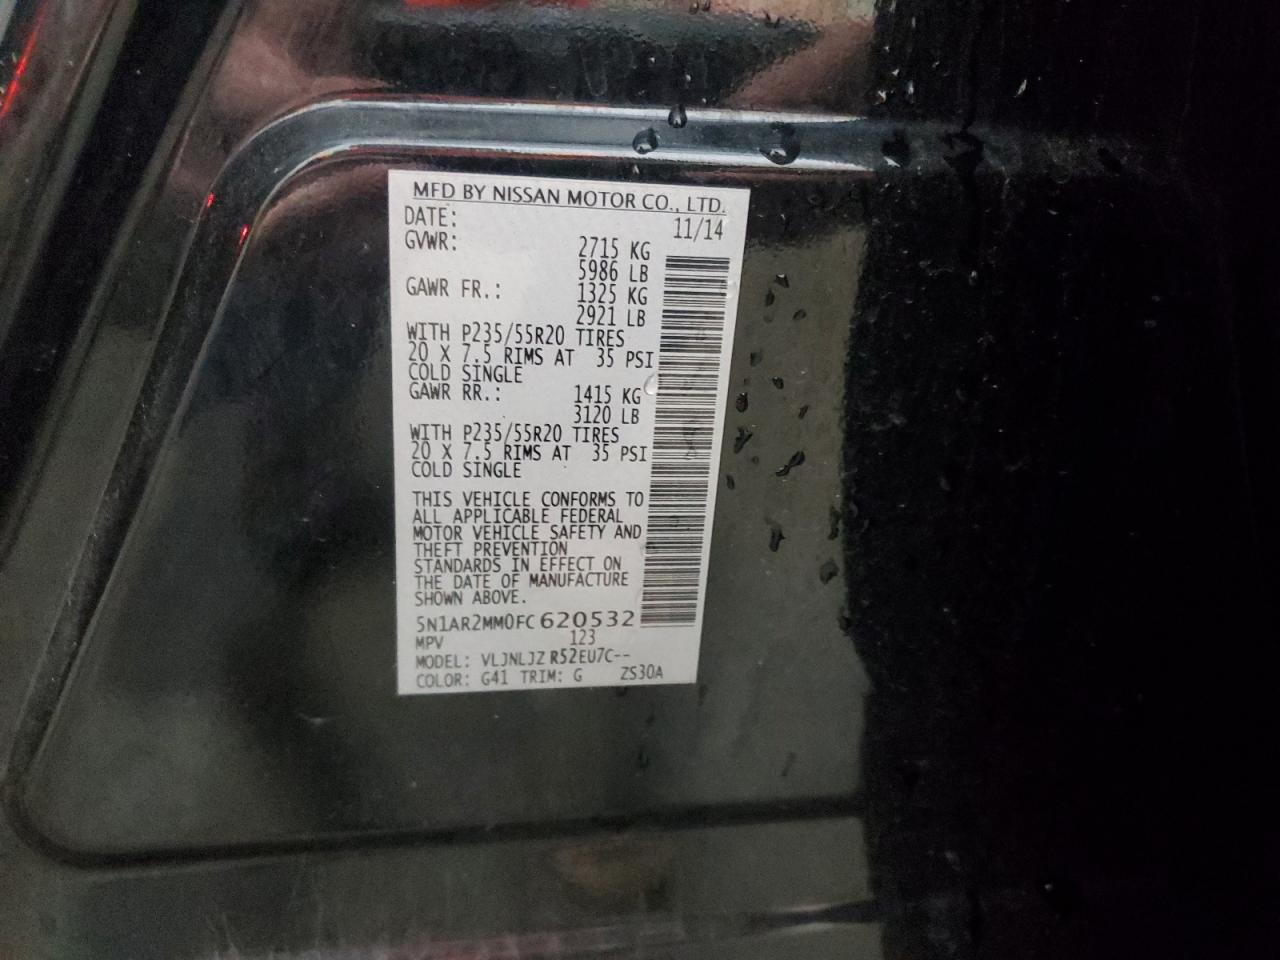 MFD BY NISSAN MOTOR CO., LTD.
DATE: 11/14
GVWR: 2715 KG
5986 LB
GAWR FR.: 1325 KG
2921 LB
WITH P235/55R20 TIRES
20 X 7.5 RIMS AT 35 PSI
COLD SINGLE
GAWR RR.: 1415 KG
3120 LB
WITH P235/55R20 TIRES
20 X 7.5 RIMS AT 35 PSI
COLD SINGLE
THIS VEHICLE CONFORMS TO
ALL APPLICABLE FEDERAL
MOTOR VEHICLE SAFETY AND
THEFT PREVENTION
STANDARDS IN EFFECT ON
THE DATE OF MANUFACTURE
SHOWN ABOVE.
5N1AR2MM0FC620532
MPV 123
MODEL: VLJNLJZ R52EU7C--
COLOR: G41 TRIM: G ZS30A